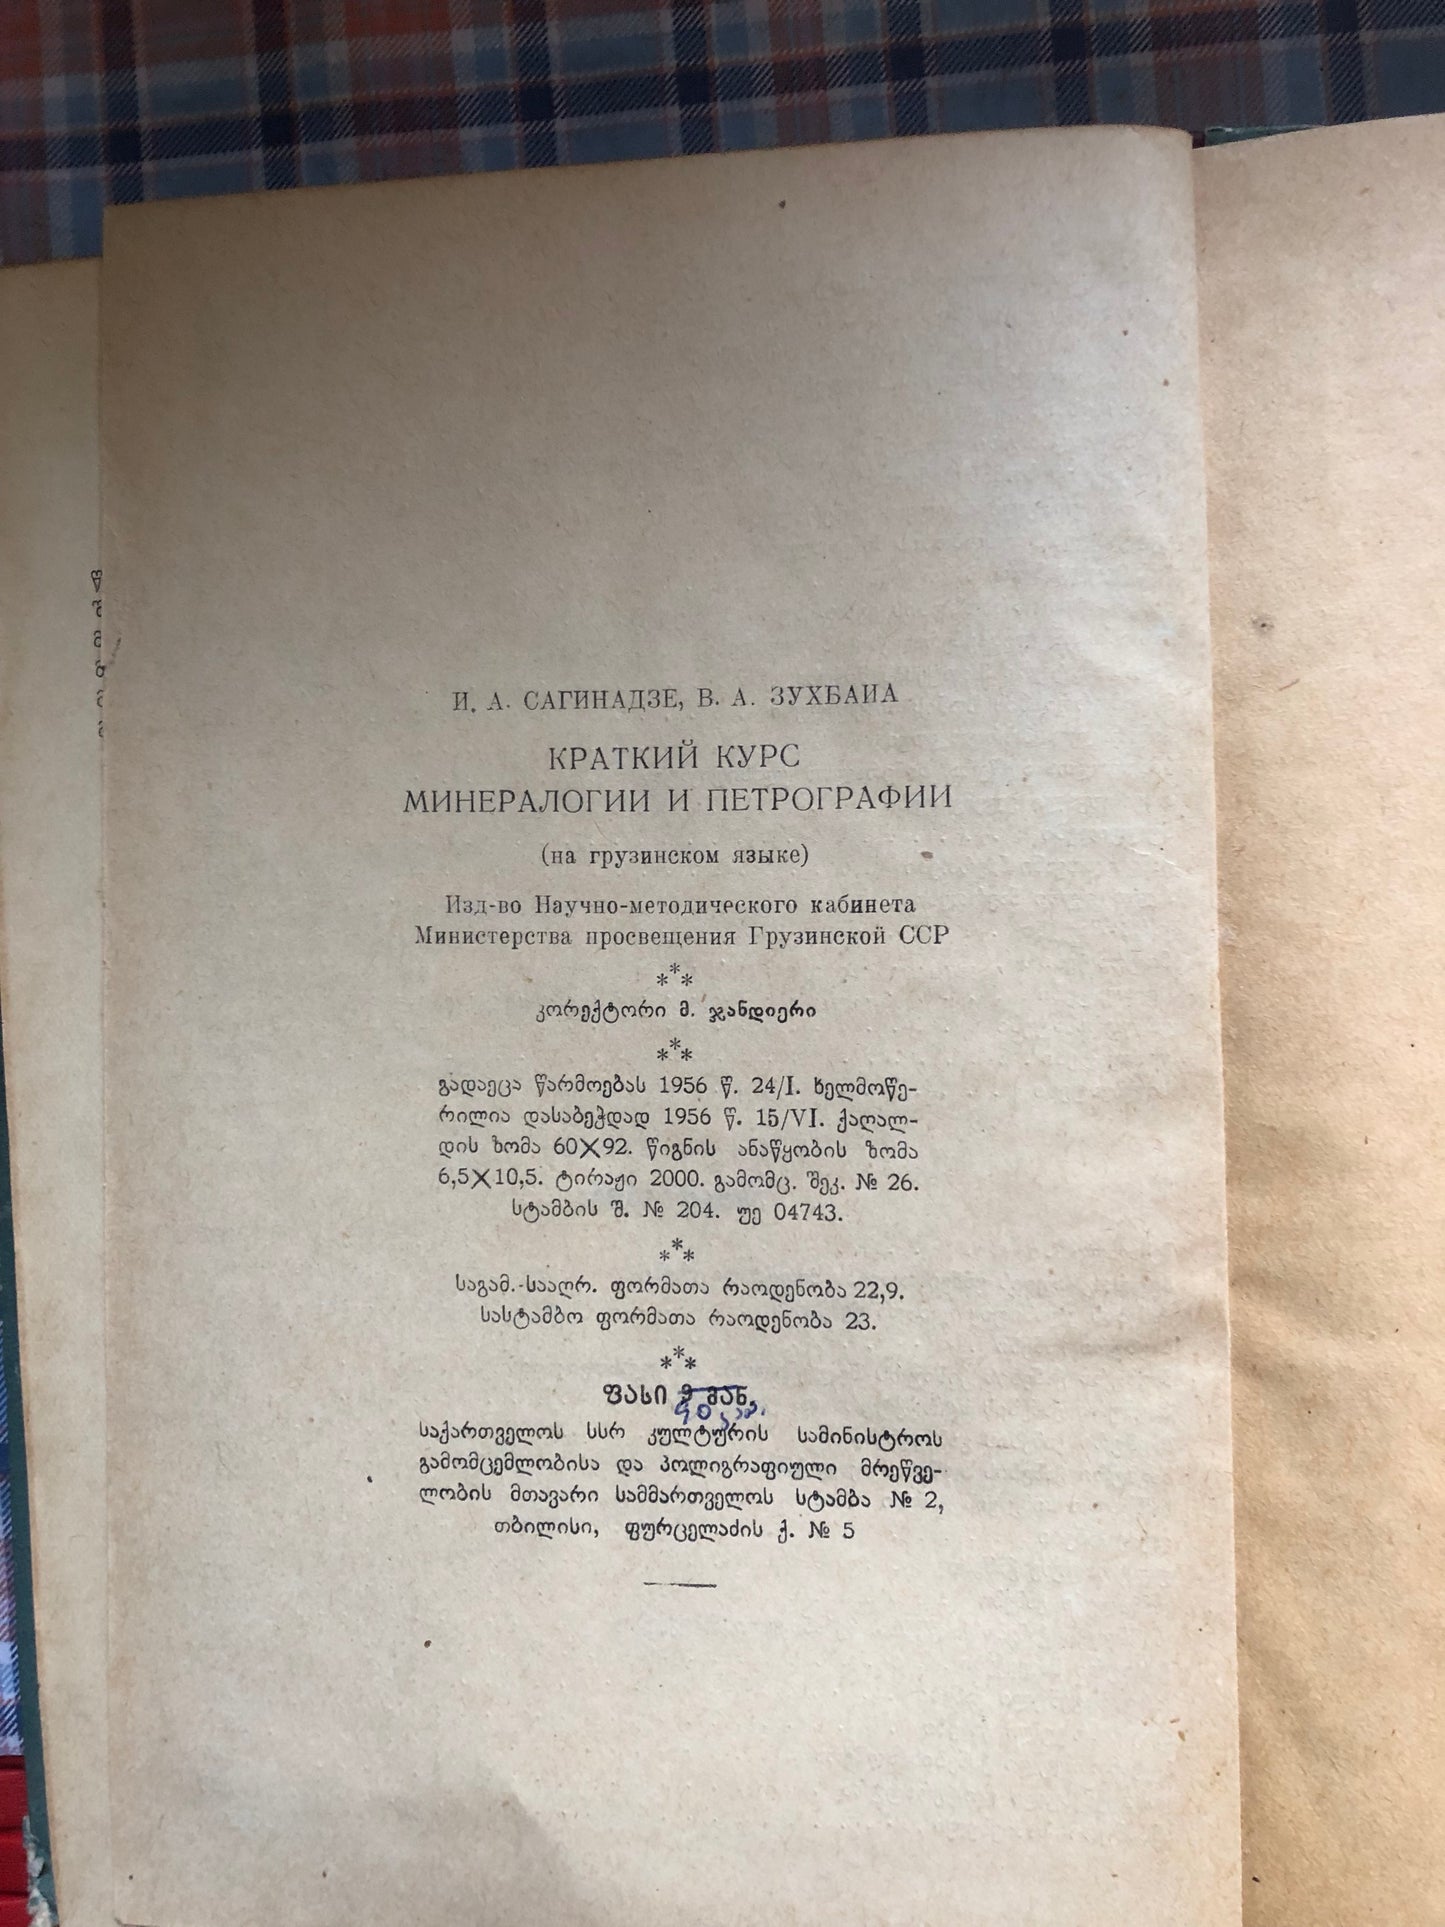 И. А. САГИНАДЗЕ, В. А. ЗУХБАИА
КРАТКИЙ КУРС
МИНЕРАЛОГИИ И ПЕТРОГРАФИИ
(на грузинском языке)
Изд-во Научно-методического кабинета
Министерства просвещения Грузинской ССР
***
კორექტორი მ. ჯანდიერი
***
გადაეცა წარმოებას 1956 წ. 24/I. ხელმოწე-
რილია დასაბეჭდად 1956 წ. 15/VI. ქაღალ-
დის ზომა 60X92. წიგნის ანაწყობის ზომა
6,5X10,5. ტირაჟი 2000. გამომც. შეკ. № 26.
სტამბის შ. № 204. უე 04743.
***
საგამ.-სააღრ. ფორმათა რაოდენობა 22,9.
სასტამბო ფორმათა რაოდენობა 23.
***
ფასი მან.
საქართველოს სსრ კულტურის სამინისტროს
გამომცემლობისა და პოლიგრაფიული მრეწვე-
ლობის მთავარი სამმართველოს სტამბა № 2,
თბილისი, ფურცელაძის ქ. № 5